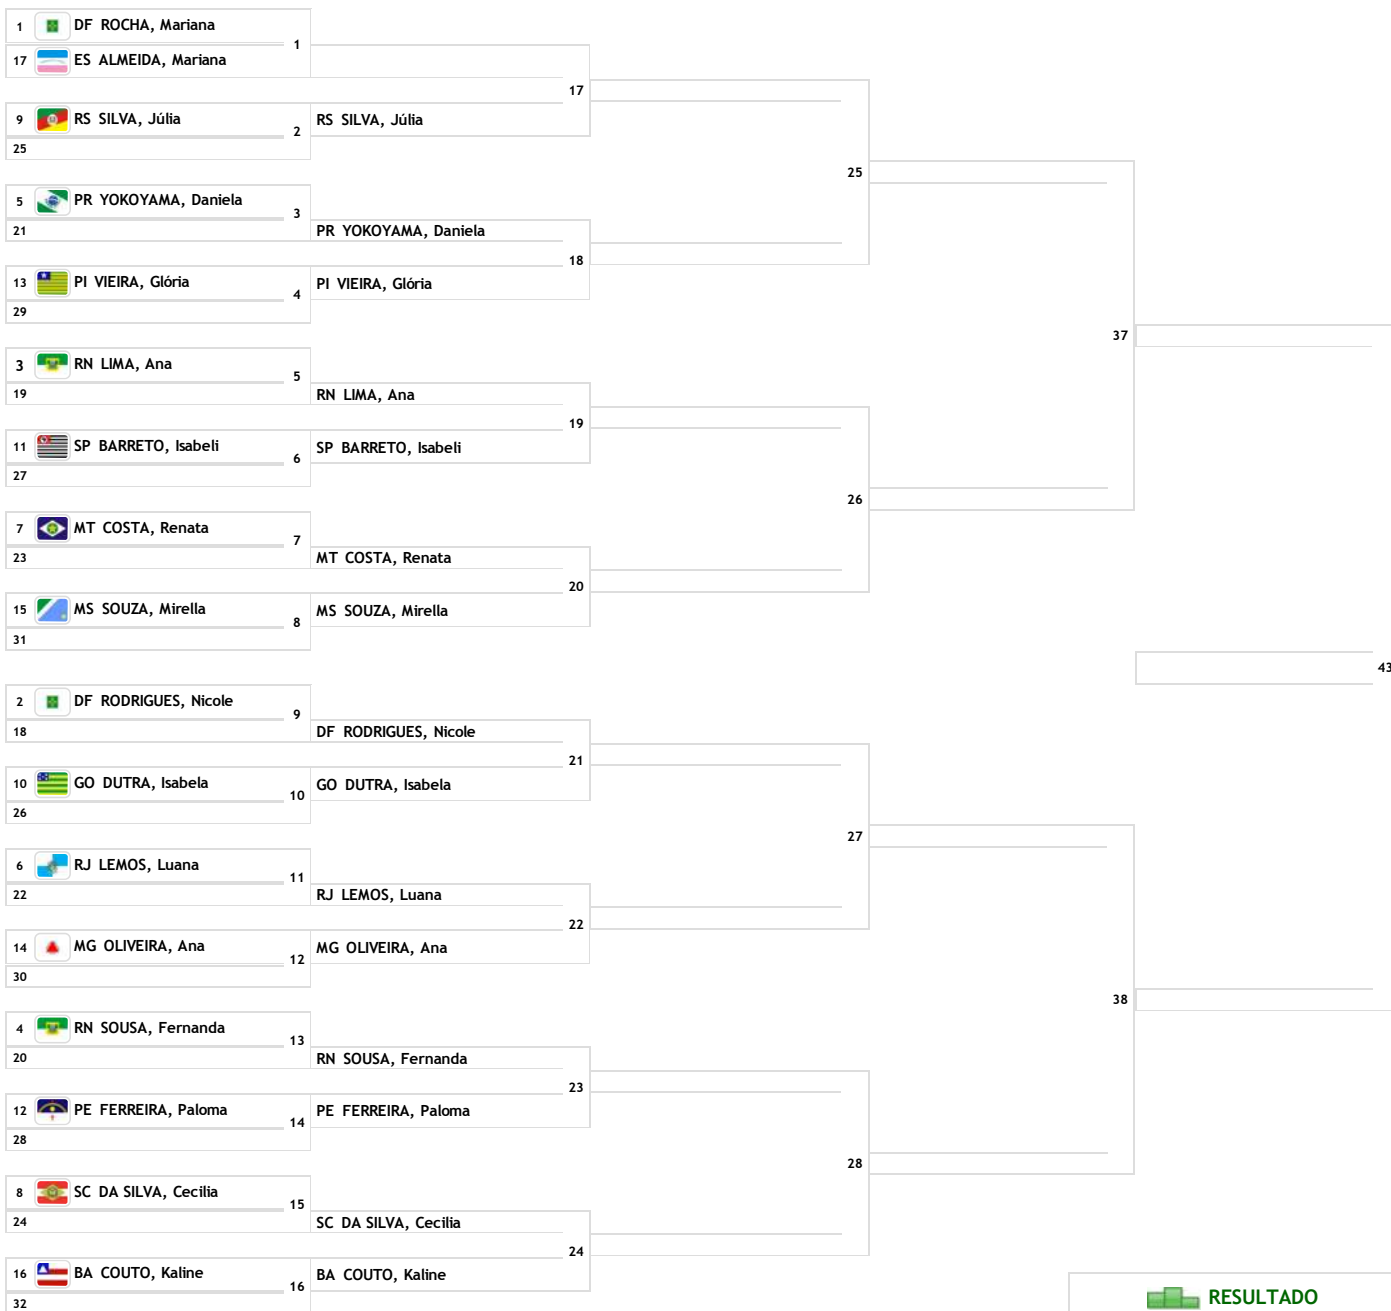 1 DF ROCHA, Mariana
1
17 ES ALMEIDA, Mariana
17
9 RS SILVA, Júlia
2 RS SILVA, Júlia
25
25
5 PR YOKOYAMA, Daniela
3
21
PR YOKOYAMA, Daniela
18
13 PI VIEIRA, Glória
4 PI VIEIRA, Glória
29
37
3 RN LIMA, Ana
5
19
RN LIMA, Ana
19
11 SP BARRETO, Isabeli
6 SP BARRETO, Isabeli
27
26
7 MT COSTA, Renata
7
23
MT COSTA, Renata
20
15 MS SOUZA, Mirella
8 MS SOUZA, Mirella
31
43
2 DF RODRIGUES, Nicole
9
18
DF RODRIGUES, Nicole
21
10 GO DUTRA, Isabela
10 GO DUTRA, Isabela
26
27
6 RJ LEMOS, Luana
11
22
RJ LEMOS, Luana
22
14 MG OLIVEIRA, Ana
12 MG OLIVEIRA, Ana
30
38
4 RN SOUSA, Fernanda
13
20
RN SOUSA, Fernanda
23
12 PE FERREIRA, Paloma
14 PE FERREIRA, Paloma
28
28
8 SC DA SILVA, Cecilia
15
24
SC DA SILVA, Cecilia
24
16 BA COUTO, Kaline
16 BA COUTO, Kaline
32
RESULTADO